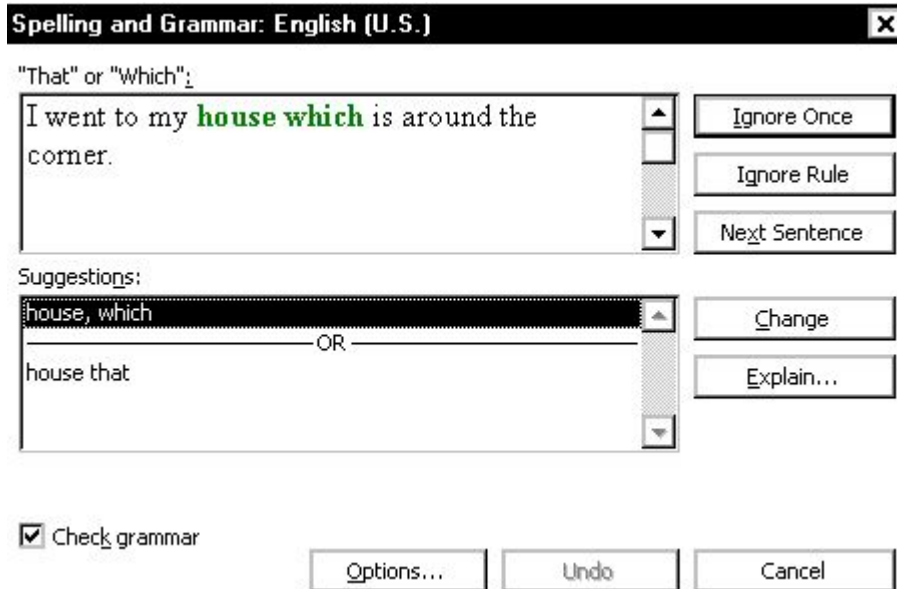 Spelling and Grammar: English (U.S.)
"That" or "Which":
I went to my house which is around the
corner.
Ignore Once
Ignore Rule
Next Sentence
Suggestions:
house, which
OR
house that
Change
Explain...
Check grammar
Options...
Undo
Cancel